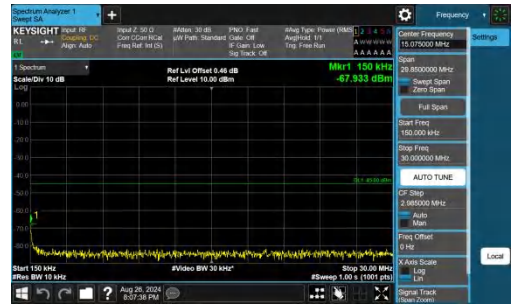 Spectrum Analyzer 1
Swept SA
Frequency
KEYSIGHT
Input: RF
Coupling: DC
Align: Auto
Input Z: 50 Ω
Corr CCorr RCal
Freq Ref: Int (S)
#Atten: 30 dB
µW Path: Standard
PNO: Fast
Gate: Off
IF Gain: Low
Sig Track: Off
#Avg Type: Power (RMS)
Avg|Hold: 1/1
Trig: Free Run
1 2 3 4 5 6
A W W W W W
A A A A A A
1 Spectrum
Scale/Div 10 dB
Log
Ref Lvl Offset 0.46 dB
Ref Level 10.00 dBm
Mkr1 150 kHz
-67.933 dBm
0.00
-10.0
-20.0
-30.0
-40.0
-50.0
-60.0
-70.0
-80.0
1
Start 150 kHz
#Res BW 10 kHz
#Video BW 30 kHz*
Stop 30.00 MHz
#Sweep 1.00 s (1001 pts)
Center Frequency
15.075000 MHz
Settings
Span
29.8500000 MHz
Swept Span
Zero Span
Full Span
Start Freq
150.000 kHz
Stop Freq
30.000000 MHz
AUTO TUNE
CF Step
2.985000 MHz
Auto
Man
Freq Offset
0 Hz
X Axis Scale
Log
Lin
Signal Track
(Span Zoom)
Local
Aug 26, 2024
8:07:38 PM